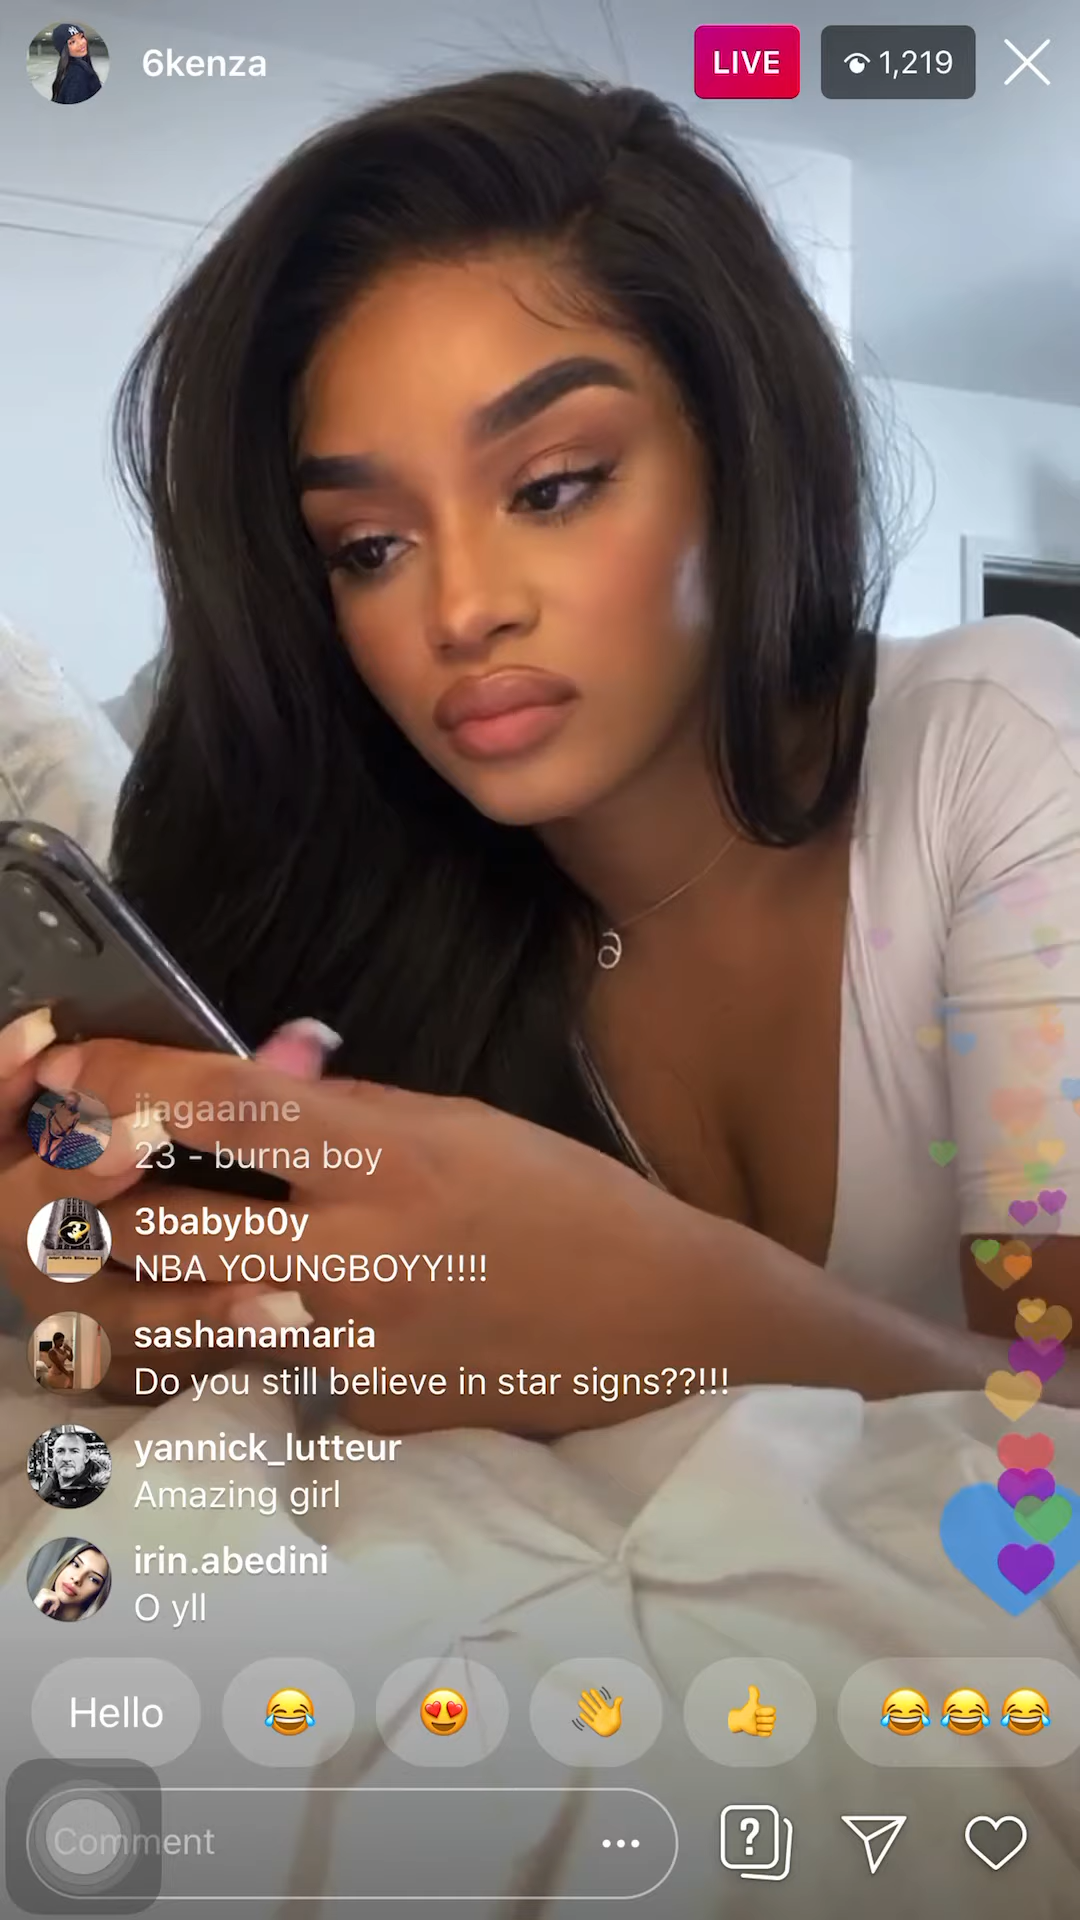 6kenza
LIVE
1,219
jjagaanne
23 - burna boy
3babyb0y
NBA YOUNGBOYY!!!!
sashanamaria
Do you still believe in star signs??!!!
yannick_lutteur
Amazing girl
irin.abedini
O yll
Hello
Comment